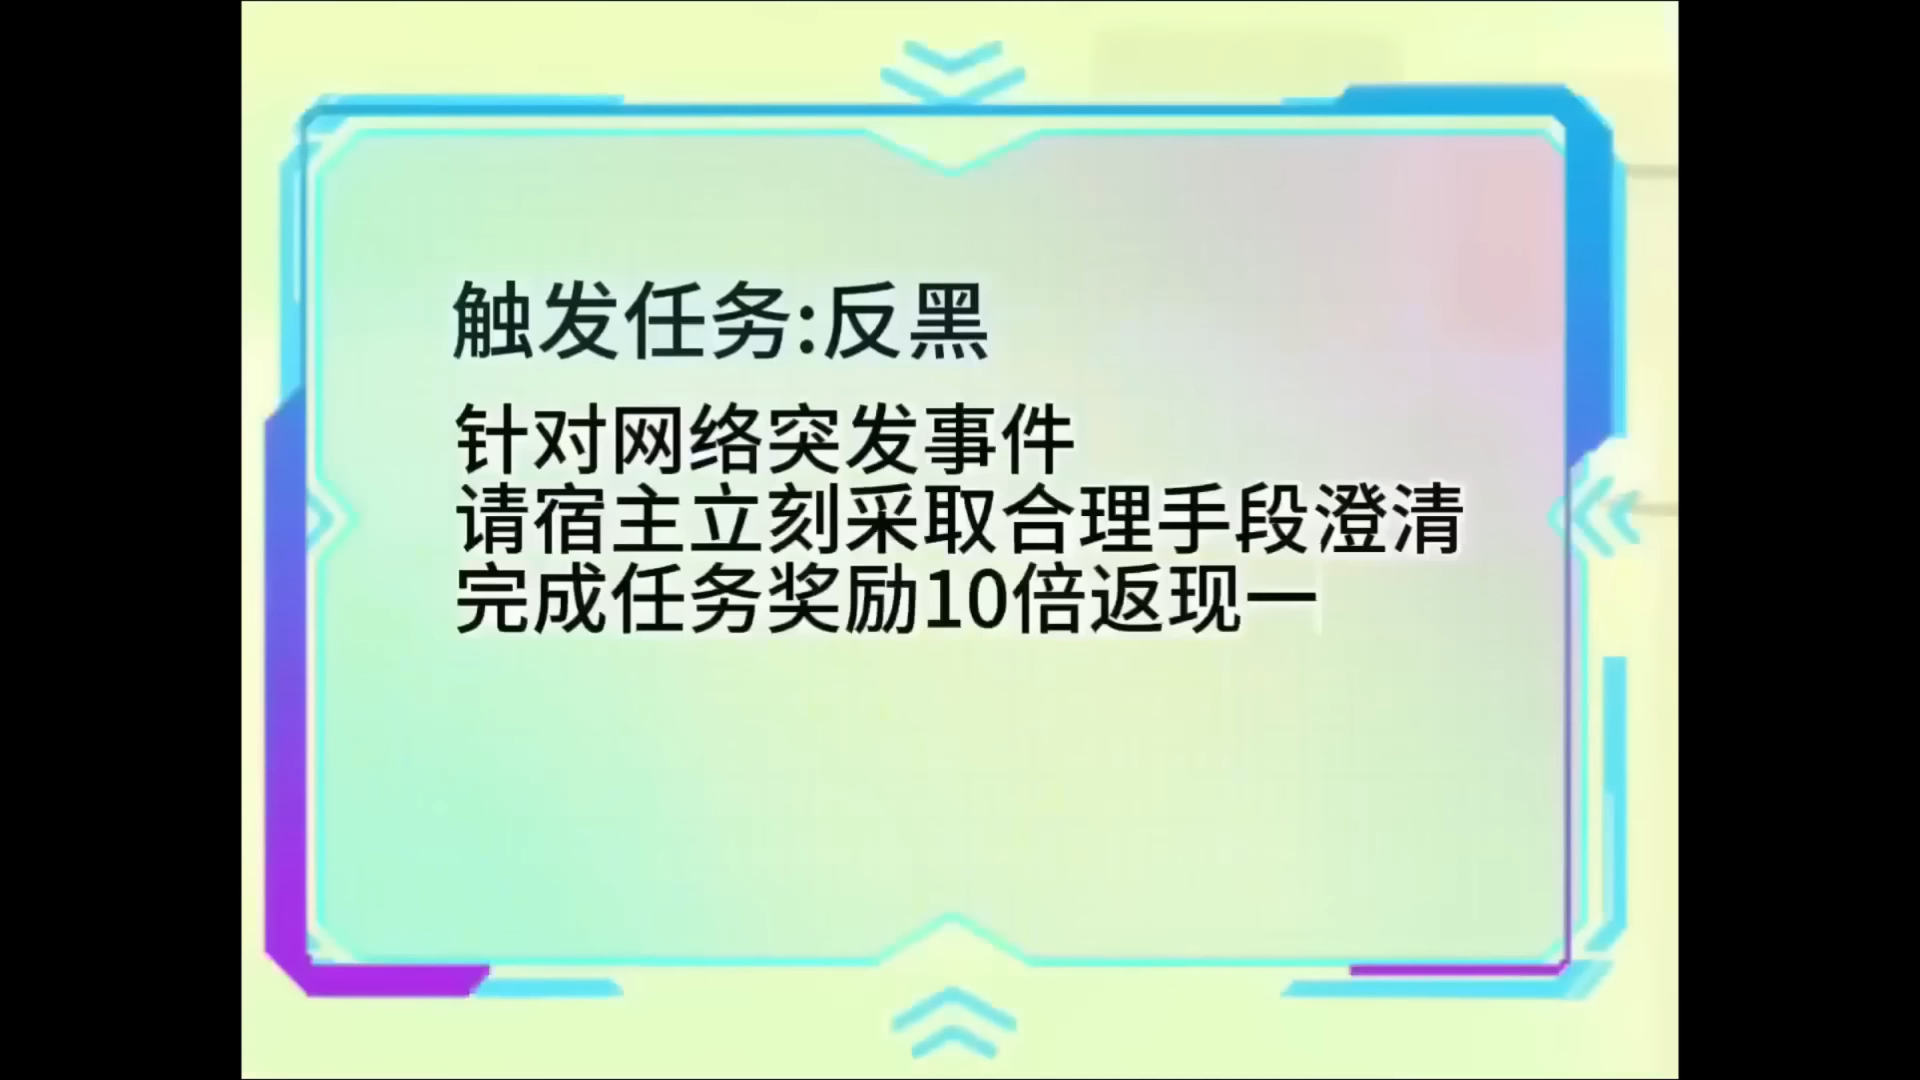 触发任务:反黑
针对网络突发事件
请宿主立刻采取合理手段澄清
完成任务奖励10倍返现一